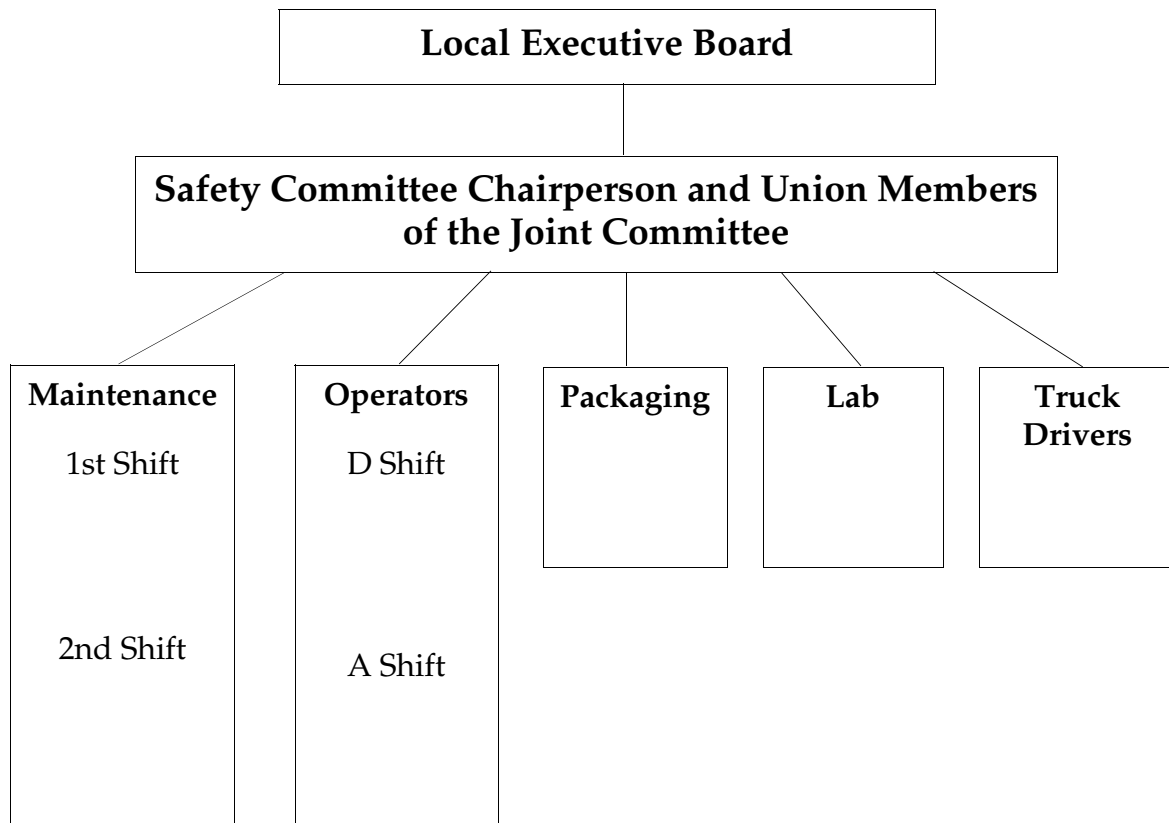 Local Executive Board
Safety Committee Chairperson and Union Members
of the Joint Committee
Maintenance
1st Shift
2nd Shift
Operators
D Shift
A Shift
Packaging
Lab
Truck
Drivers